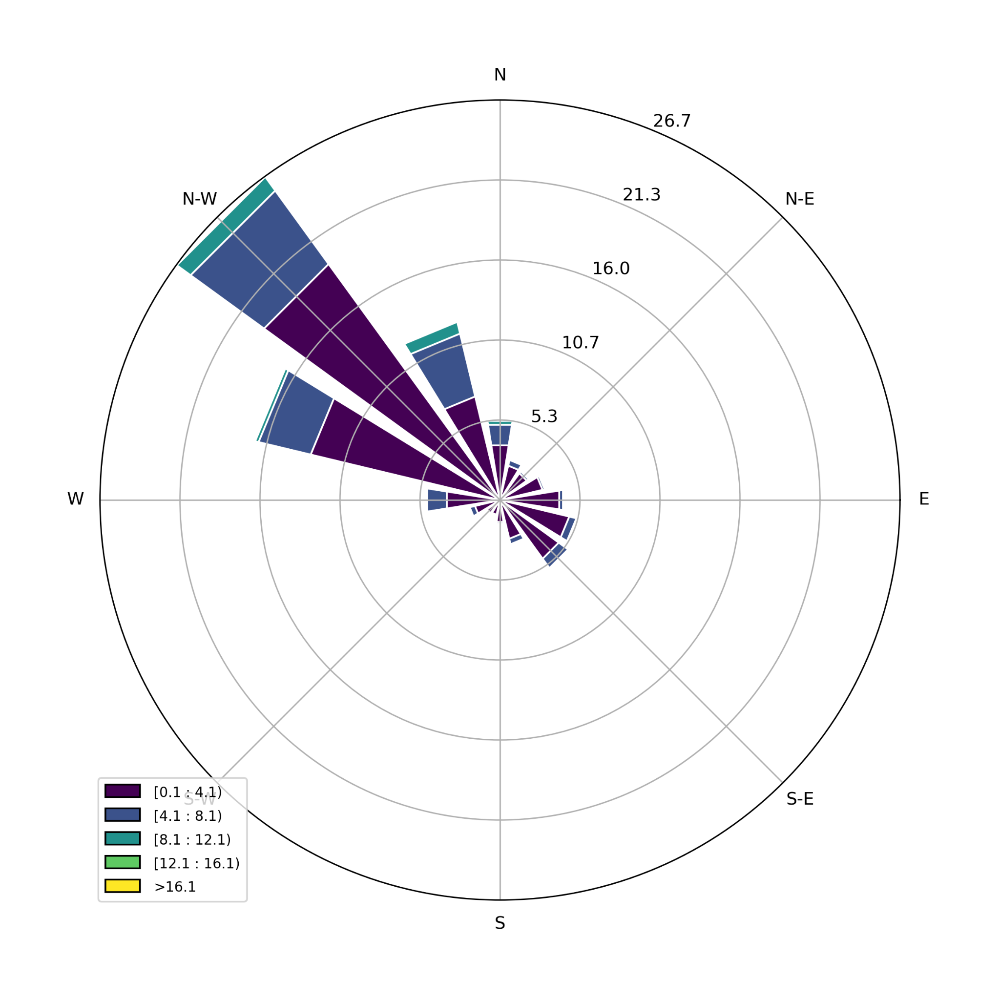 N
26.7
N-W
21.3
N-E
16.0
10.7
5.3
W
E
S-W
S-E
[0.1 : 4.1)
[4.1 : 8.1)
[8.1 : 12.1)
[12.1 : 16.1)
>16.1
S